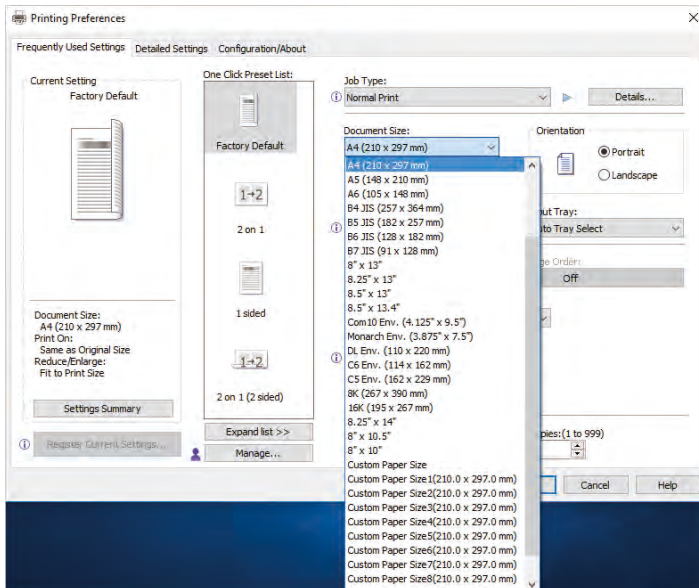 Printing Preferences
Frequently Used Settings
Detailed Settings
Configuration/About
Current Setting
Factory Default
Document Size:
A4 (210 x 297 mm)
Print On:
Same as Original Size
Reduce/Enlarge:
Fit to Print Size
Settings Summary
Register Current Settings...
One Click Preset List:
Factory Default
1→2
2 on 1
1 sided
1→2
2 on 1 (2 sided)
Expand list >>
Manage...
Job Type:
Normal Print
Details...
Document Size:
A4 (210 x 297 mm)
A4 (210 x 297 mm)
A5 (148 x 210 mm)
A6 (105 x 148 mm)
B4 JIS (257 x 364 mm)
B5 JIS (182 x 257 mm)
B6 JIS (128 x 182 mm)
B7 JIS (91 x 128 mm)
8" x 13"
8.25" x 13"
8.5" x 13"
8.5" x 13.4"
Com10 Env. (4.125" x 9.5")
Monarch Env. (3.875" x 7.5")
DL Env. (110 x 220 mm)
C6 Env. (114 x 162 mm)
C5 Env. (162 x 229 mm)
8K (267 x 390 mm)
16K (195 x 267 mm)
8.25" x 14"
8" x 10.5"
8" x 10"
Custom Paper Size
Custom Paper Size1(210.0 x 297.0 mm)
Custom Paper Size2(210.0 x 297.0 mm)
Custom Paper Size3(210.0 x 297.0 mm)
Custom Paper Size4(210.0 x 297.0 mm)
Custom Paper Size5(210.0 x 297.0 mm)
Custom Paper Size6(210.0 x 297.0 mm)
Custom Paper Size7(210.0 x 297.0 mm)
Custom Paper Size8(210.0 x 297.0 mm)
Orientation
Portrait
Landscape
put Tray:
uto Tray Select
ge Order:
Off
pies:(1 to 999)
Cancel
Help